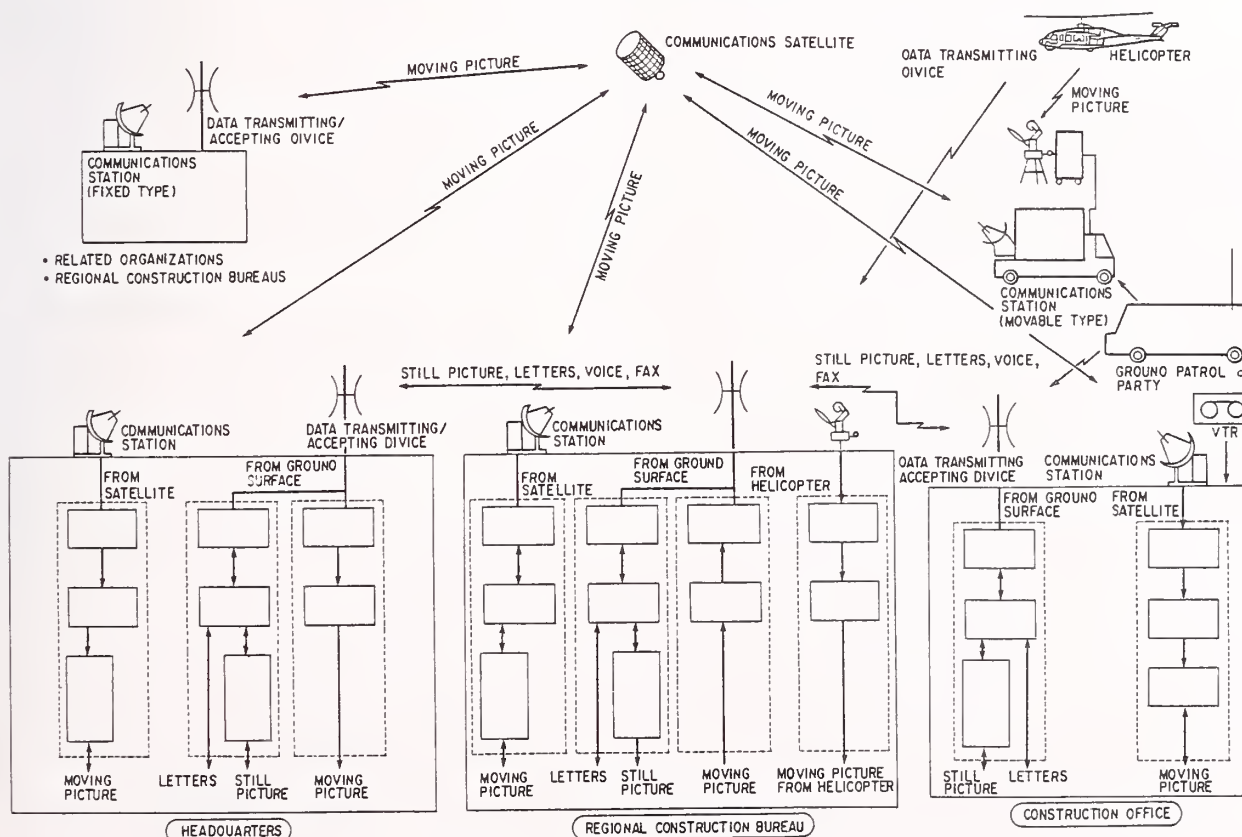 COMMUNICATIONS SATELLITE
OATA TRANSMITTING
OIVICE
HELICOPTER
MOVING PICTURE
MOVING
PICTURE
DATA TRANSMITTING/
ACCEPTING OIVICE
COMMUNICATIONS
STATION
(FIXED TYPE)
MOVING PICTURE
MOVING PICTURE
MOVING PICTURE
MOVING PICTURE
• RELATED ORGANIZATIONS
• REGIONAL CONSTRUCTION BUREAUS
COMMUNICATIONS
STATION
(MOVABLE TYPE)
GROUNO PATROL
PARTY
STILL PICTURE, LETTERS, VOICE, FAX
STILL PICTURE, LETTERS, VOICE,
FAX
VTR
COMMUNICATIONS
STATION
DATA TRANSMITTING/
ACCEPTING DIVICE
COMMUNICATIONS
STATION
OATA TRANSMITTING
ACCEPTING DIVICE
COMMUNICATIONS
STATION
FROM
SATELLITE
FROM GROUNO
SURFACE
FROM
SATELLITE
FROM GROUND
SURFACE
FROM
HELICOPTER
FROM GROUND
SURFACE
FROM
SATELLITE
MOVING
PICTURE
LETTERS
STILL
PICTURE
MOVING
PICTURE
MOVING
PICTURE
LETTERS
STILL
PICTURE
MOVING
PICTURE
MOVING PICTURE
FROM HELICOPTER
STILL
PICTURE
LETTERS
MOVING
PICTURE
HEADQUARTERS
REGIONAL CONSTRUCTION BUREAU
CONSTRUCTION OFFICE